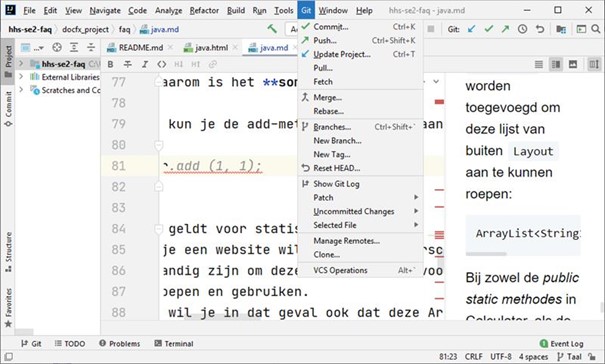 File Edit View Navigate Code Analyze Refactor Build Run Tools Git Window Help hhs-se2-faq - java.md
hhs-se2-faq docfx_project faq java.md
Git:
Project
Commit
Structure
Favorites
hhs-se2-faq
External Libraries
Scratches and Co
README.md java.html java.md
77 aarom is het
78
79 kun je de add-met
80
81 .add (1, 1);
82
83
84 geldt voor statis
85 je een website wil
86 andig zijn om deze
87 epen en gebruiken.
88 wil je in dat geval ook dat deze Ar
Commit... Ctrl+K
Push... Ctrl+Shift+K
Update Project... Ctrl+T
Pull...
Fetch
Merge...
Rebase...
Branches... Ctrl+Shift+`
New Branch...
New Tag...
Reset HEAD...
Show Git Log
Patch
Uncommitted Changes
Selected File
Manage Remotes...
Clone...
VCS Operations Alt+`
worden
toegevoegd om
deze lijst van
buiten Layout
aan te kunnen
roepen:
ArrayList<String
Bij zowel de public
static methodes in
Git TODO Problems Terminal Event Log
81:23 CRLF UTF-8 4 spaces Taal